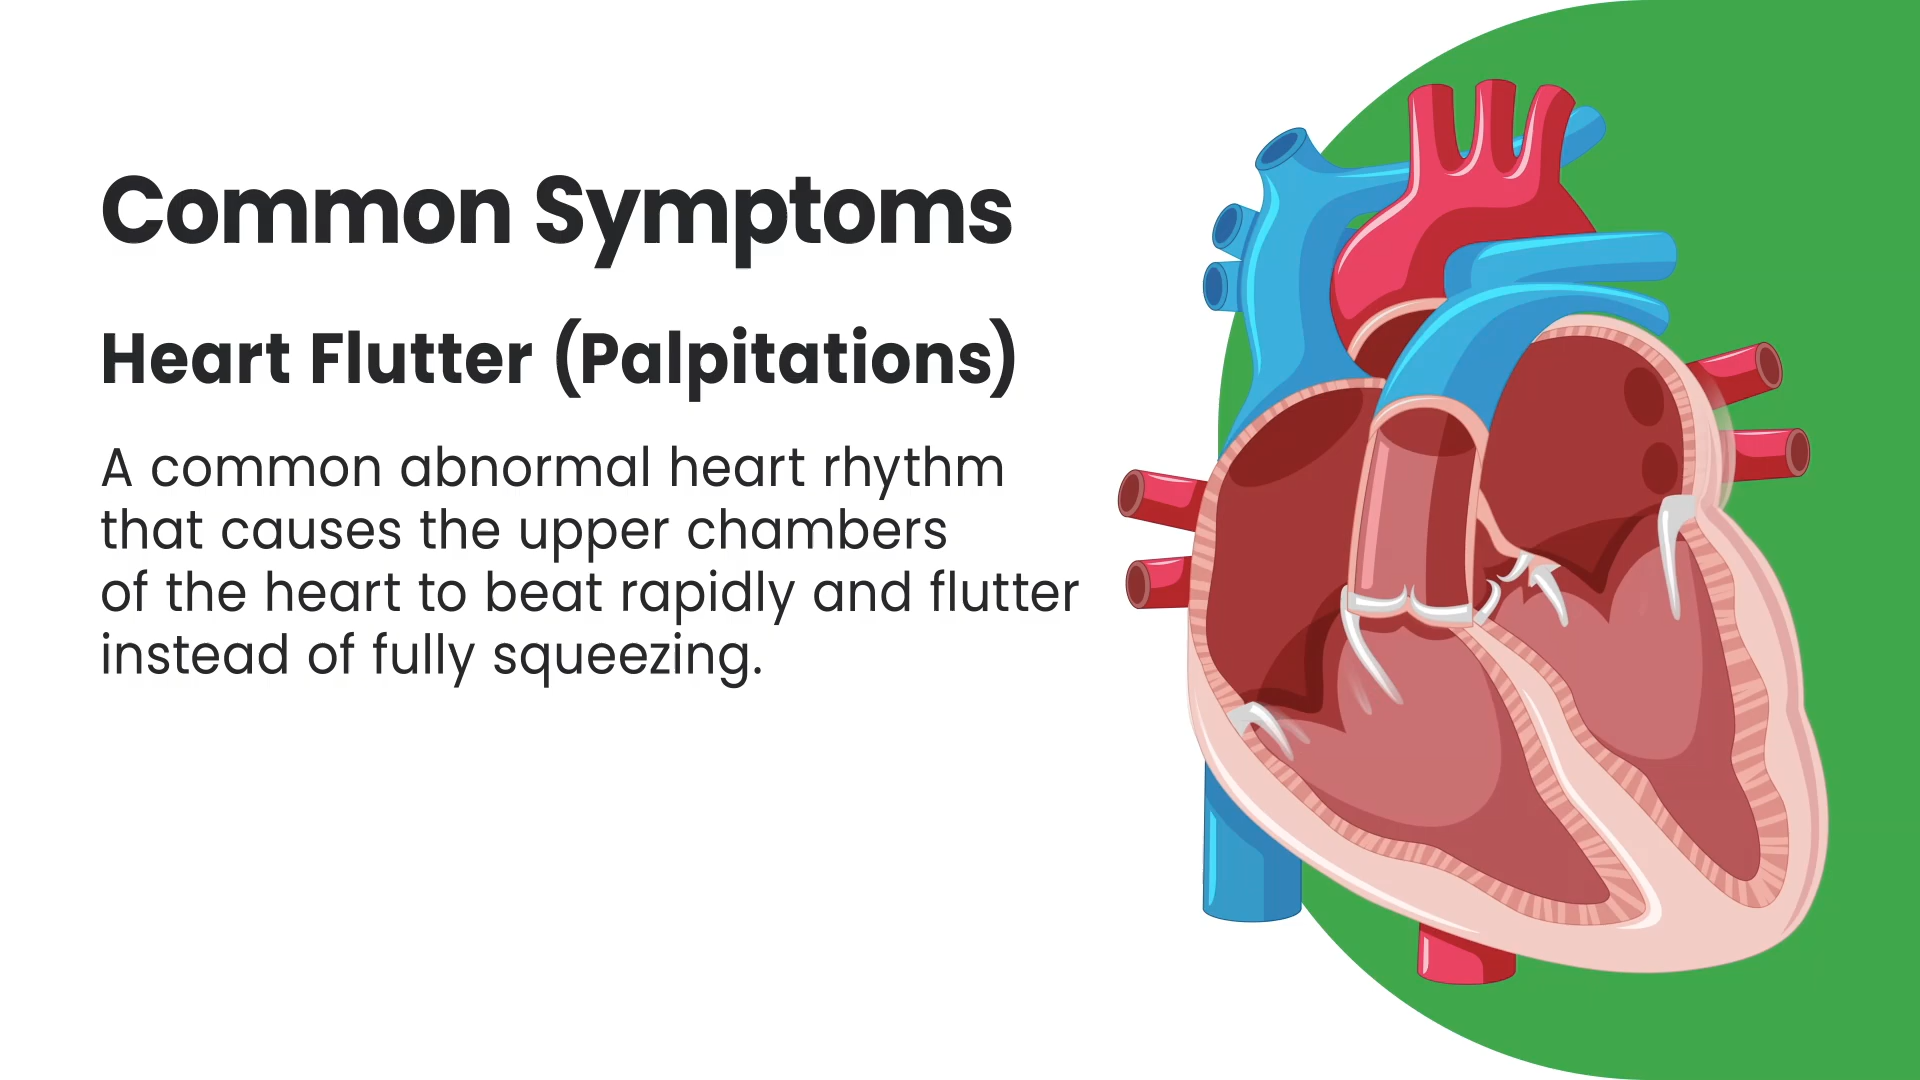 Common Symptoms
Heart Flutter (Palpitations)
A common abnormal heart rhythm
that causes the upper chambers
of the heart to beat rapidly and flutter
instead of fully squeezing.